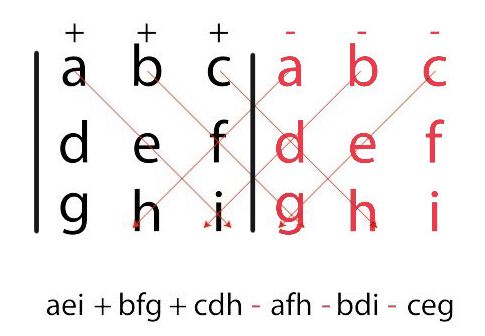 + + + - - -
a b c a b c
d e f d e f
g h i g h i
aei + bfg + cdh - afh - bdi - ceg